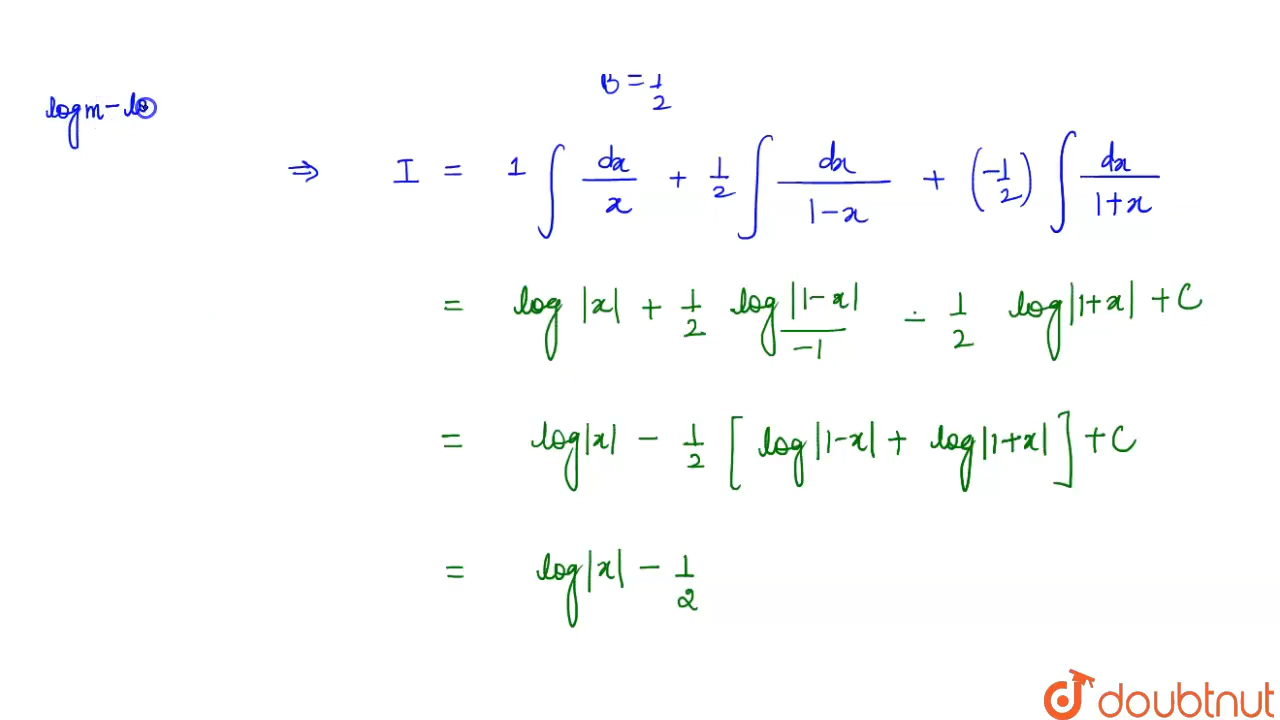 B = 1/2
log m - lo
⇒ I = 1 ∫ dx/x + 1/2 ∫ dx/(1-x) + (-1/2) ∫ dx/(1+x)
= log |x| + 1/2 log|1-x|/-1 - 1/2 log|1+x| + C
= log|x| - 1/2 [log|1-x| + log|1+x|] + C
= log|x| - 1/2
doubtnut